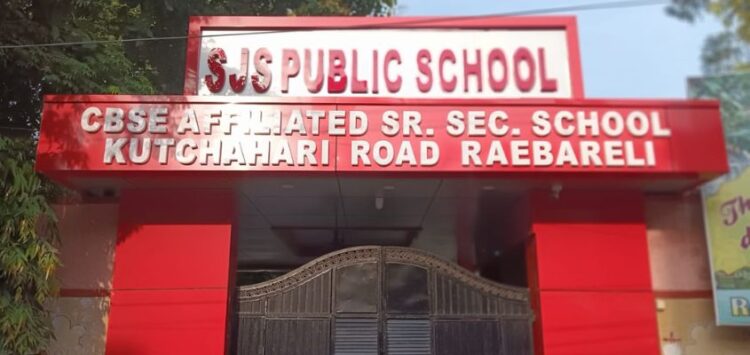 SJS PUBLIC SCHOOL
CBSE AFFILIATED SR. SEC. SCHOOL
KUTCHAHARI ROAD RAEBARELI